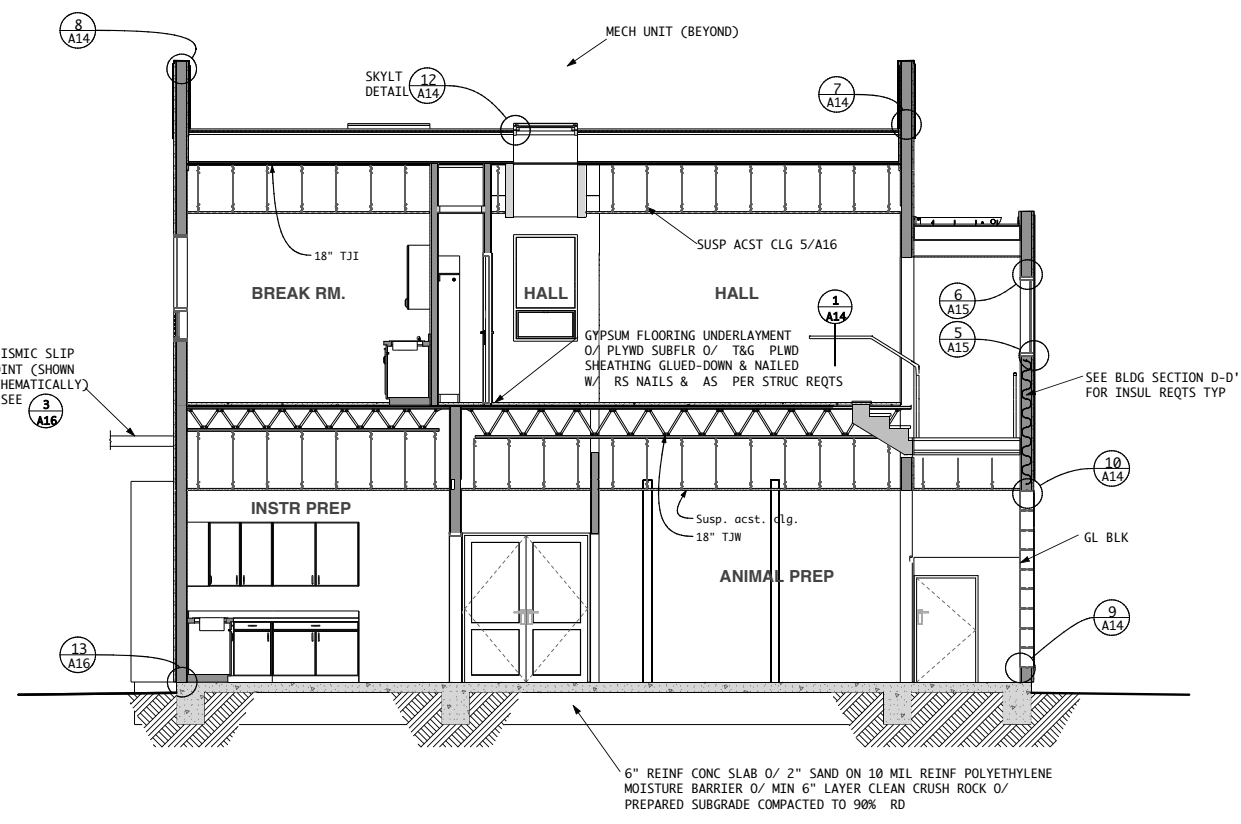 8
A14
MECH UNIT (BEYOND)
SKYLT
DETAIL
12
A14
7
A14
18" TJI
SUSP ACST CLG 5/A16
BREAK RM.
HALL
HALL
1
A14
6
A15
5
A15
GYPSUM FLOORING UNDERLAYMENT
O/ PLYWD SUBFLR O/ T&G PLWD
SHEATHING GLUED-DOWN & NAILED
W/ RS NAILS & AS PER STRUC REQTS
ISMIC SLIP
INT (SHOWN
HEMATICALLY)
SEE
3
A16
SEE BLDG SECTION D-D'
FOR INSUL REQTS TYP
10
A14
INSTR PREP
Susp. acst. clg.
18" TJW
GL BLK
ANIMAL PREP
9
A14
13
A16
6" REINF CONC SLAB O/ 2" SAND ON 10 MIL REINF POLYETHYLENE
MOISTURE BARRIER O/ MIN 6" LAYER CLEAN CRUSH ROCK O/
PREPARED SUBGRADE COMPACTED TO 90% RD